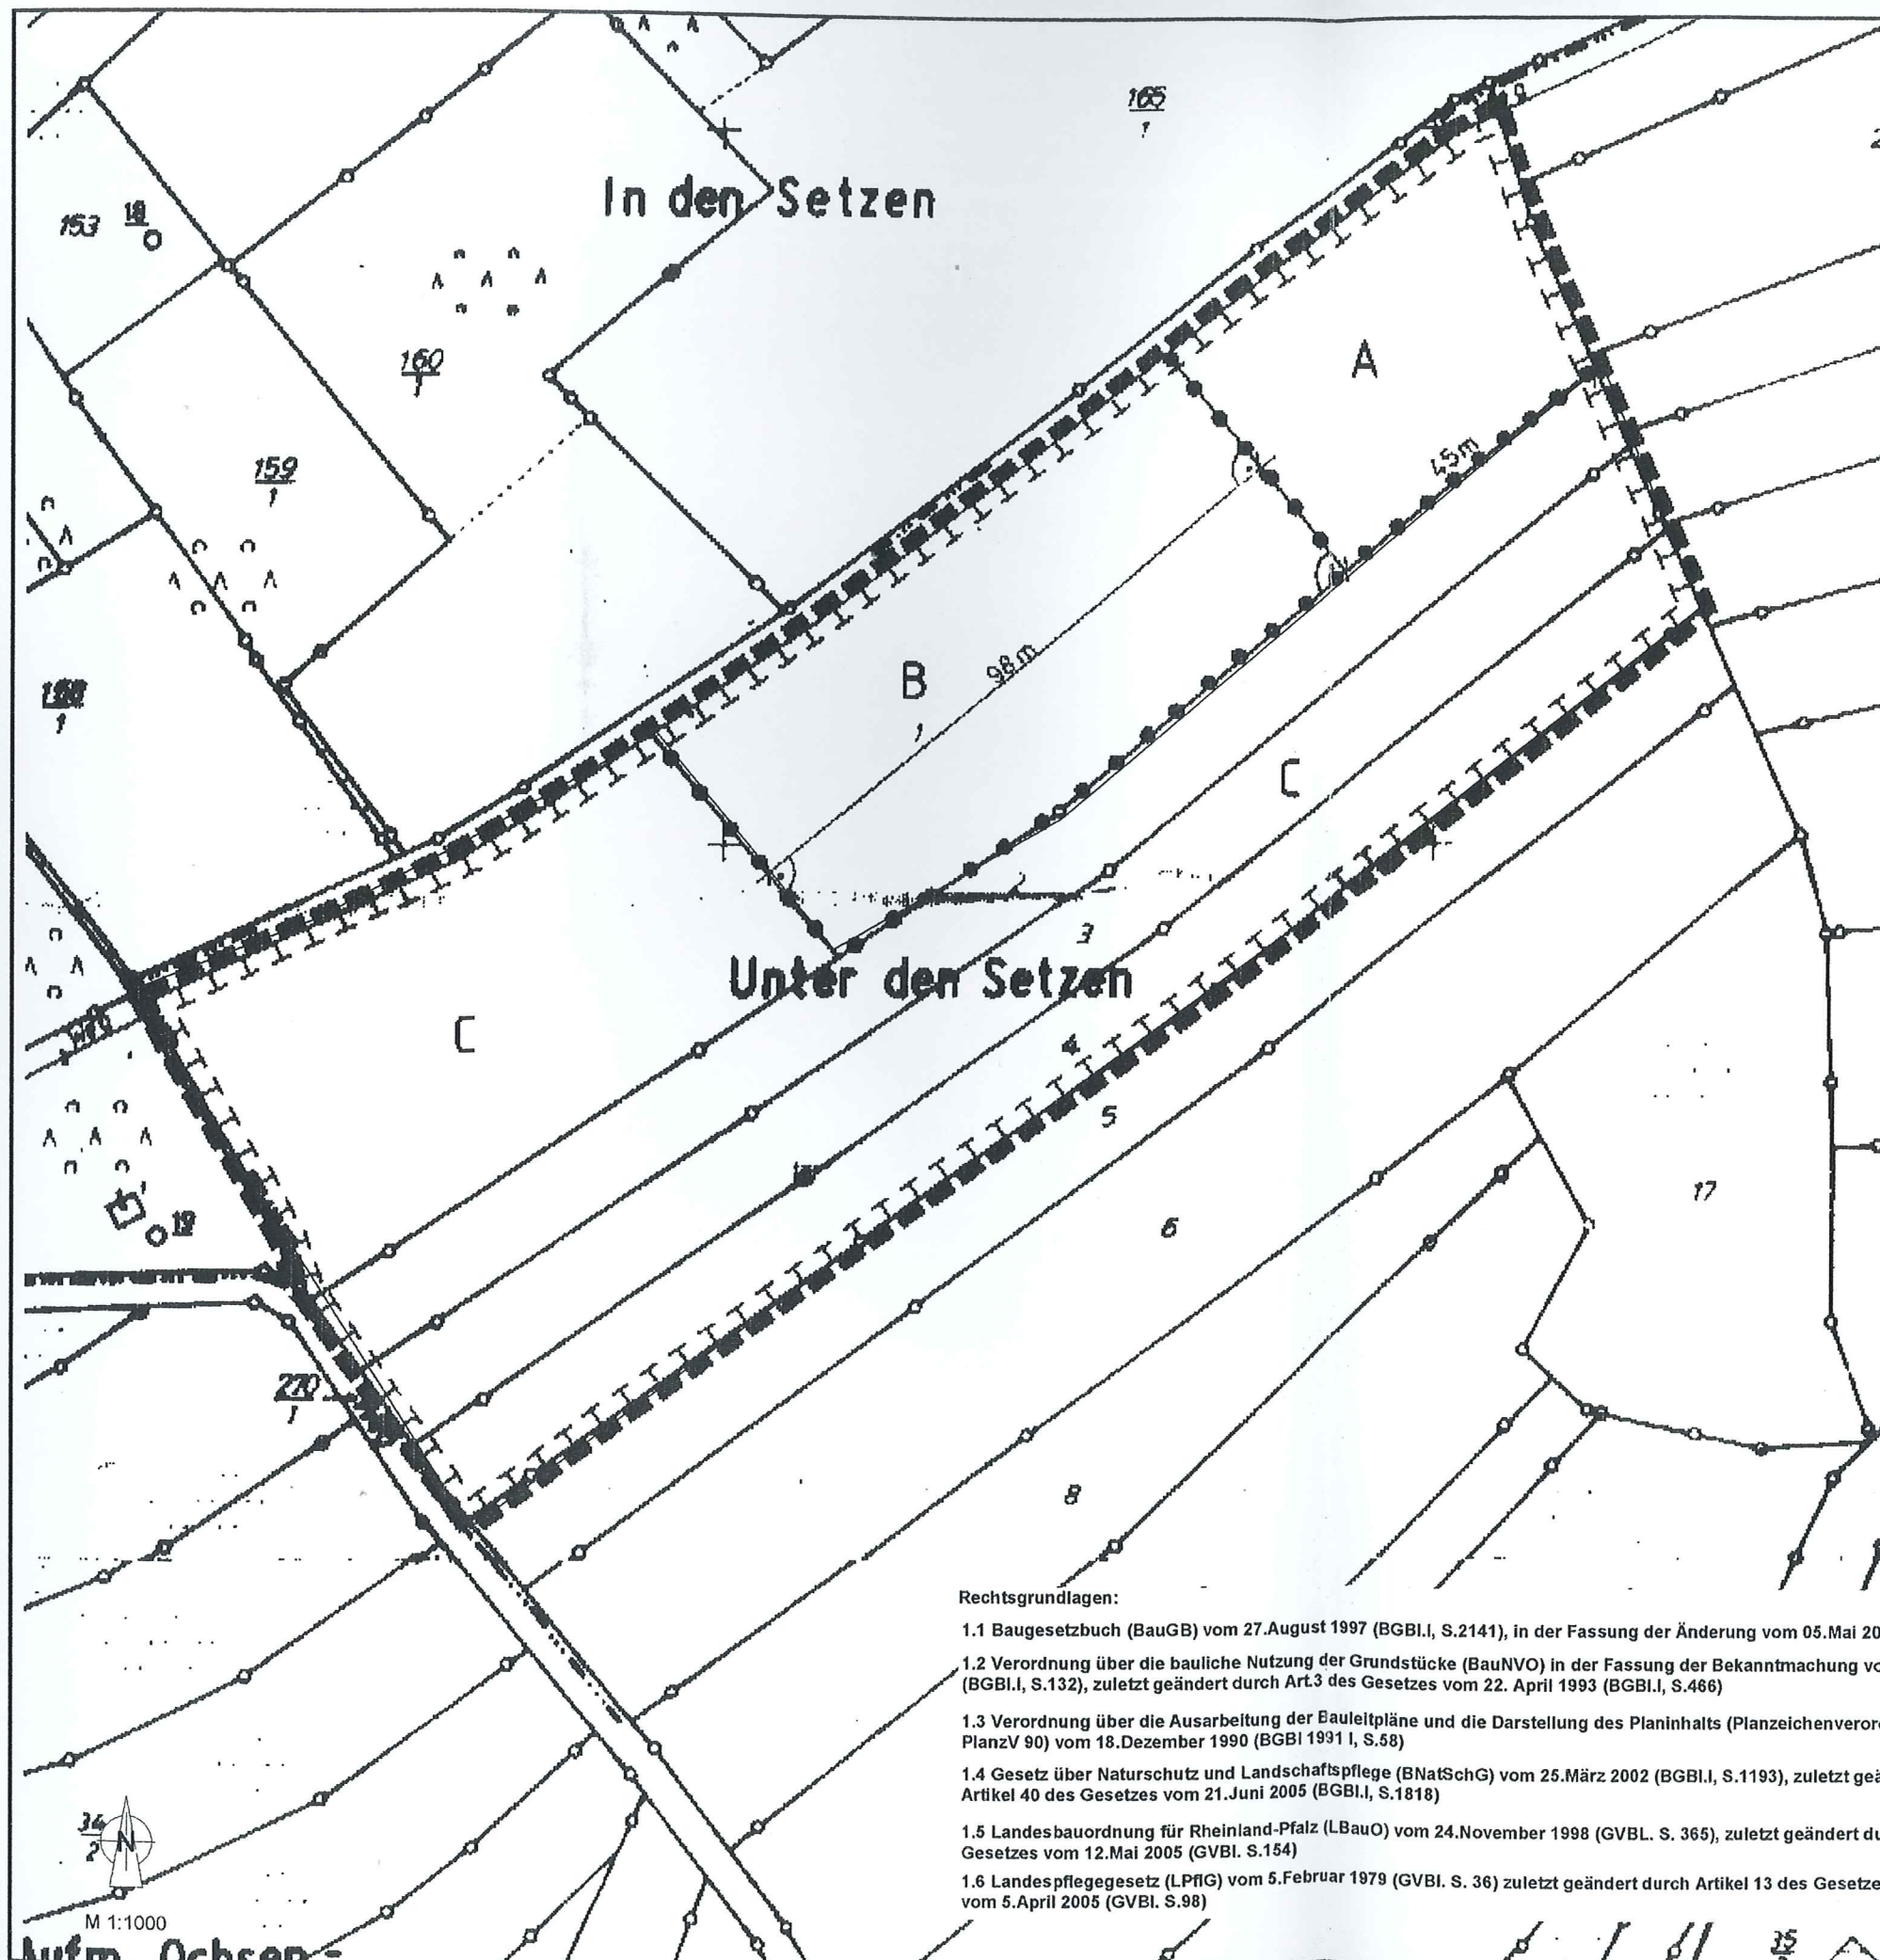 165
1
2
In den Setzen
153
18
160
1
A
159
1
45m
B
98m
1
C
3
Unter den Setzen
C
4
5
17
19
6
270
1
8
Rechtsgrundlagen:
1.1 Baugesetzbuch (BauGB) vom 27.August 1997 (BGBl.I, S.2141), in der Fassung der Änderung vom 05.Mai 20
1.2 Verordnung über die bauliche Nutzung der Grundstücke (BauNVO) in der Fassung der Bekanntmachung vo
(BGBl.I, S.132), zuletzt geändert durch Art.3 des Gesetzes vom 22. April 1993 (BGBl.I, S.466)
1.3 Verordnung über die Ausarbeitung der Bauleitpläne und die Darstellung des Planinhalts (Planzeichenveror
PlanzV 90) vom 18.Dezember 1990 (BGBl 1991 I, S.58)
1.4 Gesetz über Naturschutz und Landschaftspflege (BNatSchG) vom 25.März 2002 (BGBl.I, S.1193), zuletzt geä
Artikel 40 des Gesetzes vom 21.Juni 2005 (BGBl.I, S.1818)
1.5 Landesbauordnung für Rheinland-Pfalz (LBauO) vom 24.November 1998 (GVBL. S. 365), zuletzt geändert du
Gesetzes vom 12.Mai 2005 (GVBl. S.154)
1.6 Landespflegegesetz (LPflG) vom 5.Februar 1979 (GVBl. S. 36) zuletzt geändert durch Artikel 13 des Gesetze
vom 5.April 2005 (GVBl. S.98)
34
2
N
M 1:1000
Aufm Ochsen=
35